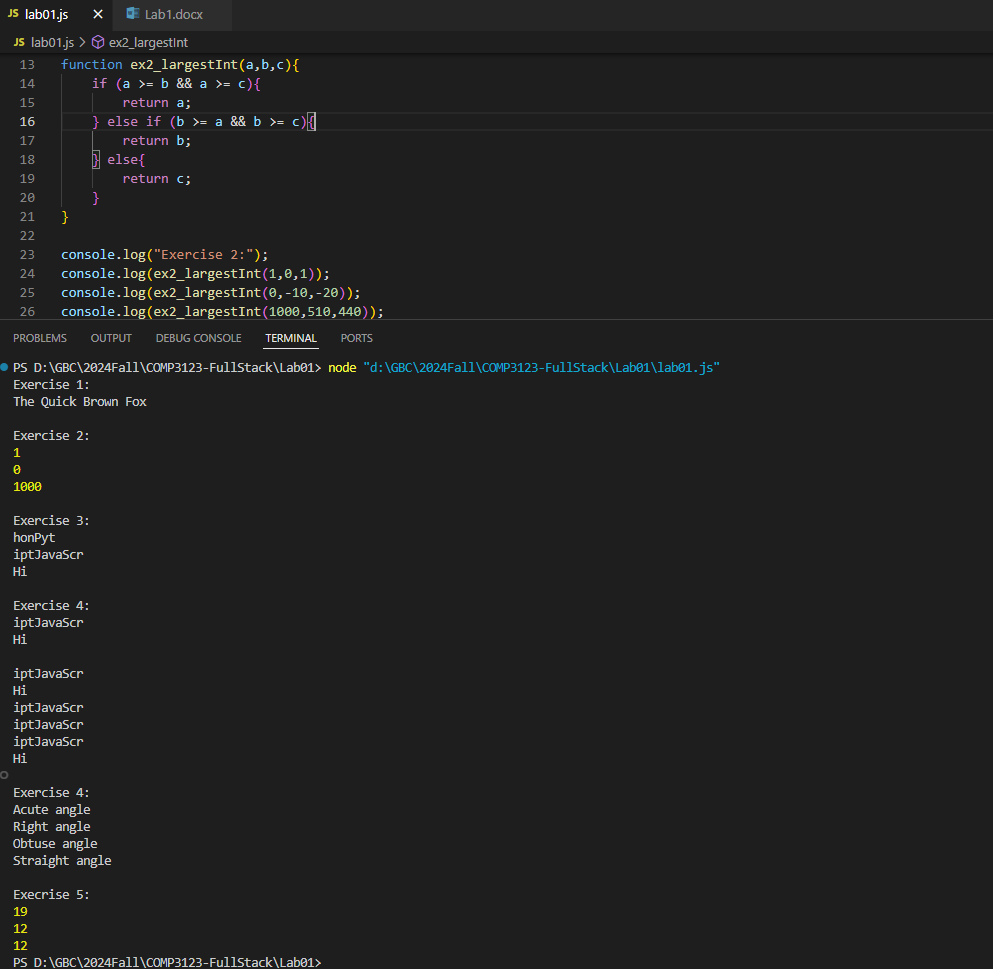 JS lab01.js × Lab1.docx
JS lab01.js > ex2_largestInt
13 function ex2_largestInt(a,b,c){
14 if (a >= b && a >= c){
15 return a;
16 } else if (b >= a && b >= c){
17 return b;
18 } else{
19 return c;
20 }
21 }
22
23 console.log("Exercise 2:");
24 console.log(ex2_largestInt(1,0,1));
25 console.log(ex2_largestInt(0,-10,-20));
26 console.log(ex2_largestInt(1000,510,440));
PROBLEMS OUTPUT DEBUG CONSOLE TERMINAL PORTS
PS D:\GBC\2024Fall\COMP3123-FullStack\Lab01> node "d:\GBC\2024Fall\COMP3123-FullStack\Lab01\lab01.js"
Exercise 1:
The Quick Brown Fox
Exercise 2:
1
0
1000
Exercise 3:
honPyt
iptJavaScr
Hi
Exercise 4:
iptJavaScr
Hi
iptJavaScr
Hi
iptJavaScr
iptJavaScr
iptJavaScr
Hi
Exercise 4:
Acute angle
Right angle
Obtuse angle
Straight angle
Execrise 5:
19
12
12
PS D:\GBC\2024Fall\COMP3123-FullStack\Lab01>